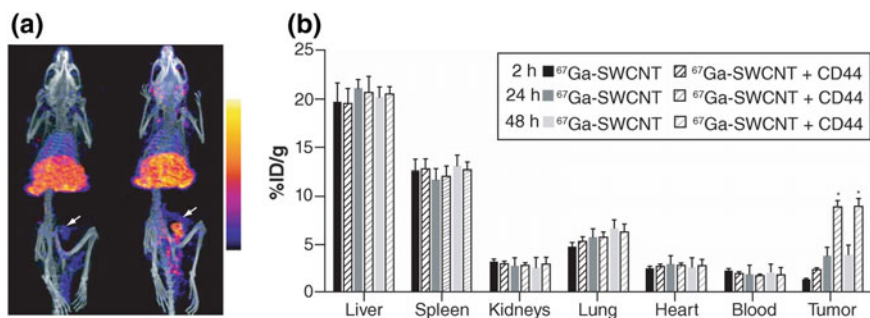 (a)
(b)
%ID/g
25
20
15
10
5
0
2 h ⁶⁷Ga-SWCNT ⁶⁷Ga-SWCNT + CD44
24 h ⁶⁷Ga-SWCNT ⁶⁷Ga-SWCNT + CD44
48 h ⁶⁷Ga-SWCNT ⁶⁷Ga-SWCNT + CD44
* *
Liver Spleen Kidneys Lung Heart Blood Tumor